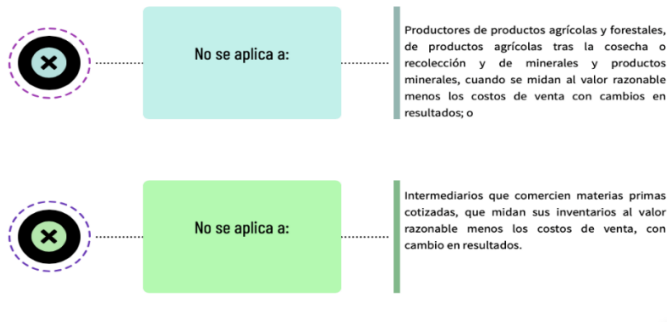 No se aplica a:
Productores de productos agrícolas y forestales,
de productos agrícolas tras la cosecha o
recolección y de minerales y productos
minerales, cuando se midan al valor razonable
menos los costos de venta con cambios en
resultados; o
No se aplica a:
Intermediarios que comercien materias primas
cotizadas, que midan sus inventarios al valor
razonable menos los costos de venta, con
cambio en resultados.